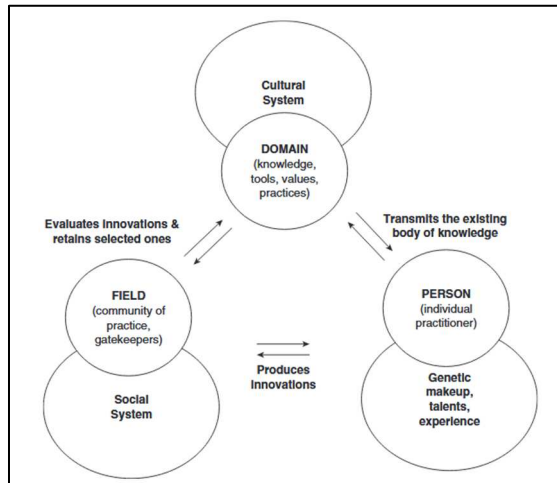 Cultural
System
DOMAIN
(knowledge,
tools, values,
practices)
Evaluates innovations &
retains selected ones
Transmits the existing
body of knowledge
FIELD
(community of
practice,
gatekeepers)
PERSON
(individual
practitioner)
Produces
Innovations
Social
System
Genetic
makeup,
talents,
experience